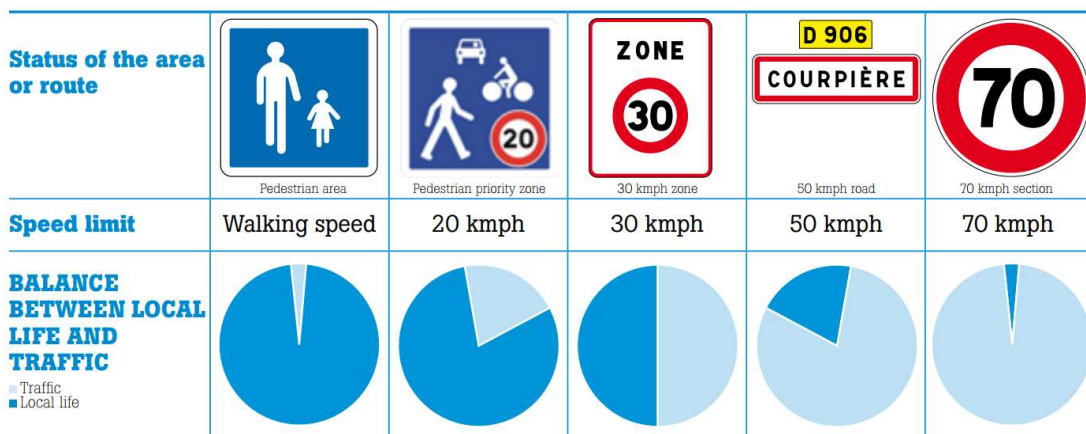 Status of the area
or route
20
ZONE
30
D 906
COURPIÈRE
70
Pedestrian area
Pedestrian priority zone
30 kmph zone
50 kmph road
70 kmph section
Speed limit
Walking speed
20 kmph
30 kmph
50 kmph
70 kmph
BALANCE
BETWEEN LOCAL
LIFE AND
TRAFFIC
Traffic
Local life